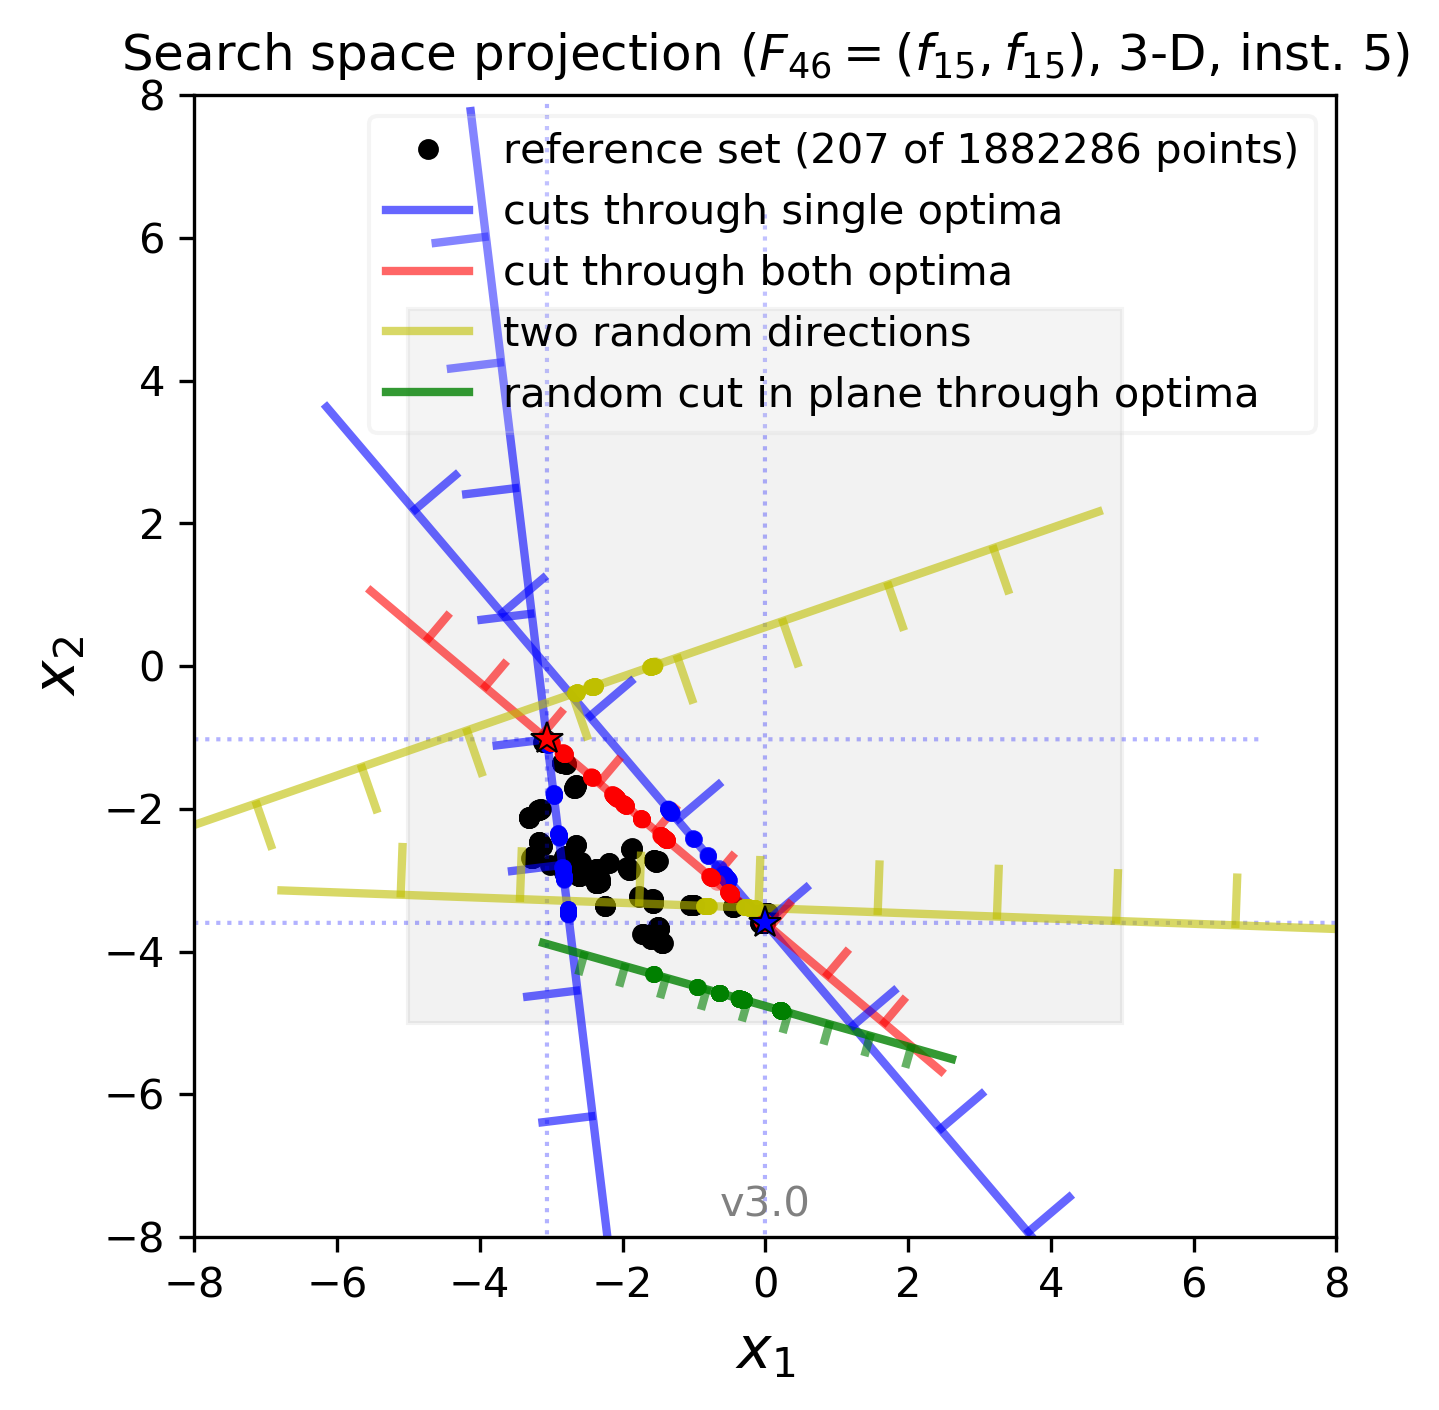 Search space projection (F46 = (f15, f15), 3-D, inst. 5)
reference set (207 of 1882286 points)
cuts through single optima
cut through both optima
two random directions
random cut in plane through optima
8
6
4
2
0
−2
−4
−6
−8
x2
v3.0
−8 −6 −4 −2 0 2 4 6 8
x1